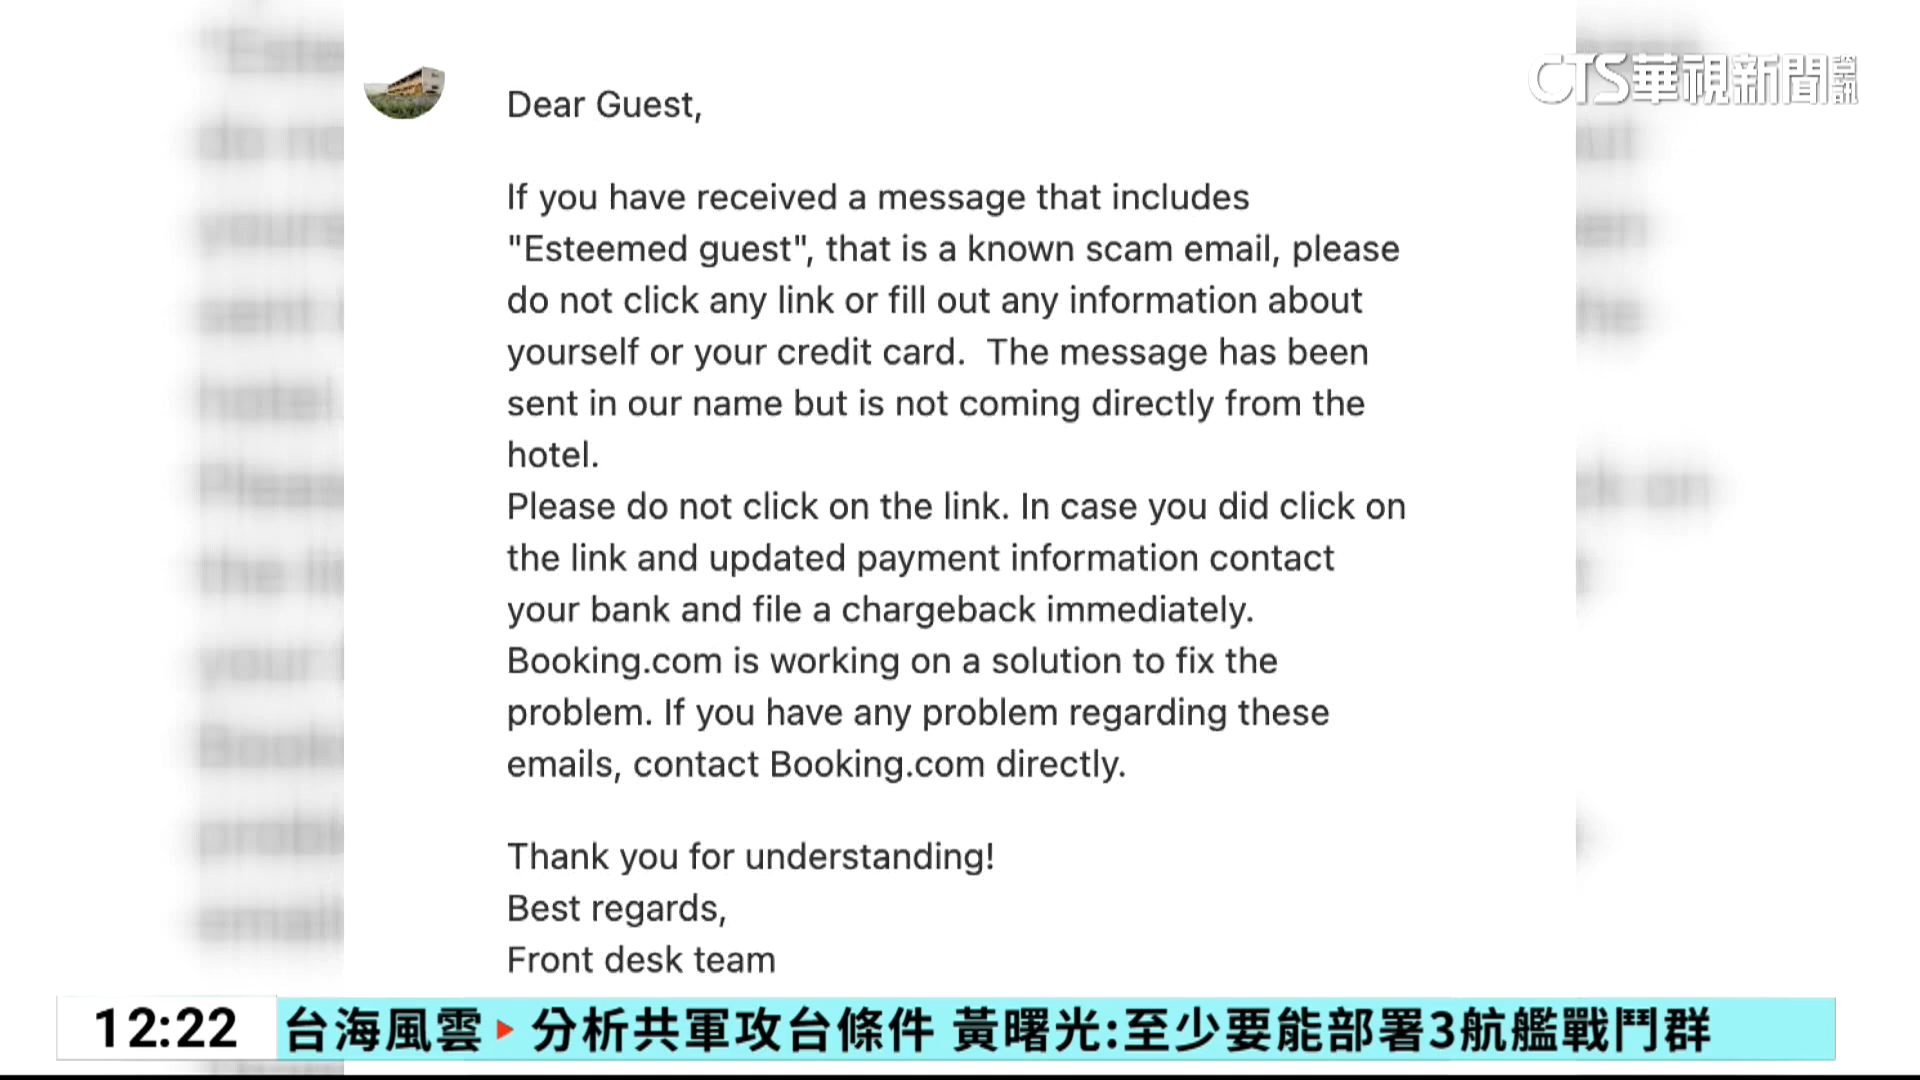 CTS華視新聞資訊
Dear Guest,
If you have received a message that includes
"Esteemed guest", that is a known scam email, please
do not click any link or fill out any information about
yourself or your credit card.  The message has been
sent in our name but is not coming directly from the
hotel.
Please do not click on the link. In case you did click on
the link and updated payment information contact
your bank and file a chargeback immediately.
Booking.com is working on a solution to fix the
problem. If you have any problem regarding these
emails, contact Booking.com directly.
Thank you for understanding!
Best regards,
Front desk team
12:22 台海風雲▶分析共軍攻台條件 黃曙光:至少要能部署3航艦戰鬥群